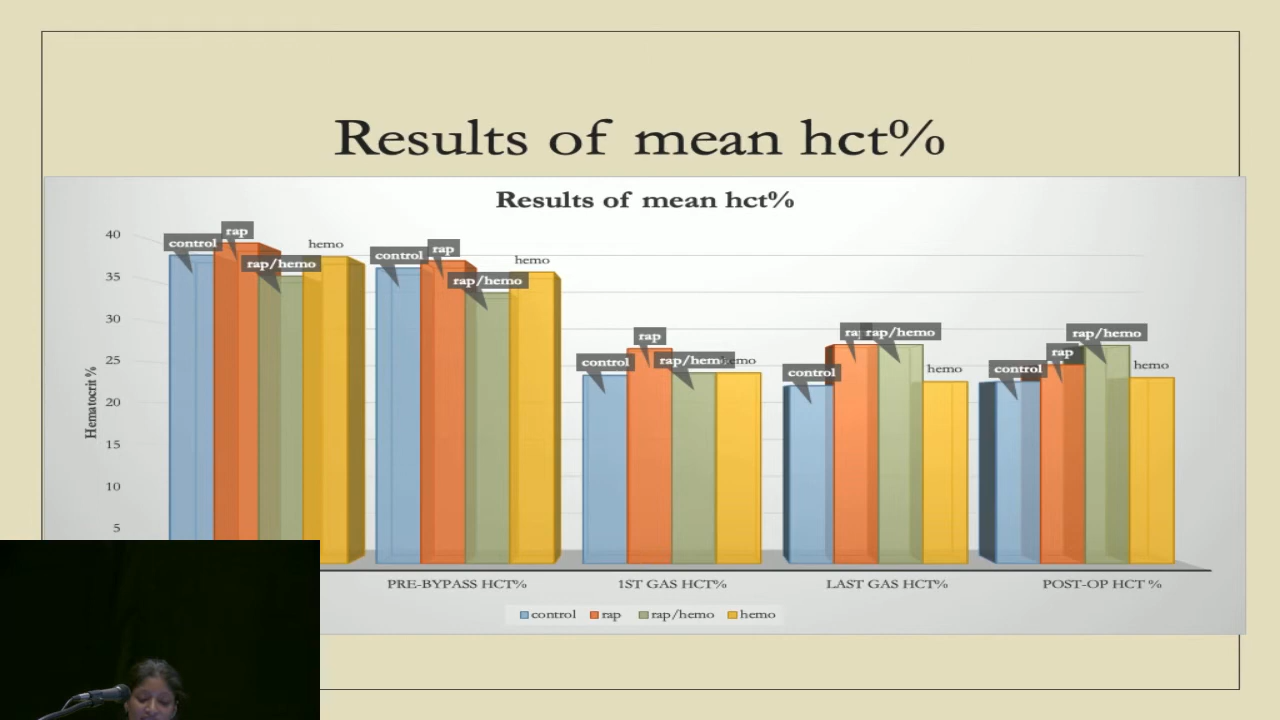 Results of mean hct%
Results of mean hct%
40
35
30
25
20
15
10
5
Hematocrit %
control
rap
rap/hemo
hemo
control
rap
rap/hemo
hemo
control
rap
control
rap/hemo
hemo
control
rap
rap/hemo
hemo
PRE-BYPASS HCT%
1ST GAS HCT%
LAST GAS HCT%
POST-OP HCT %
control rap rap/hemo hemo